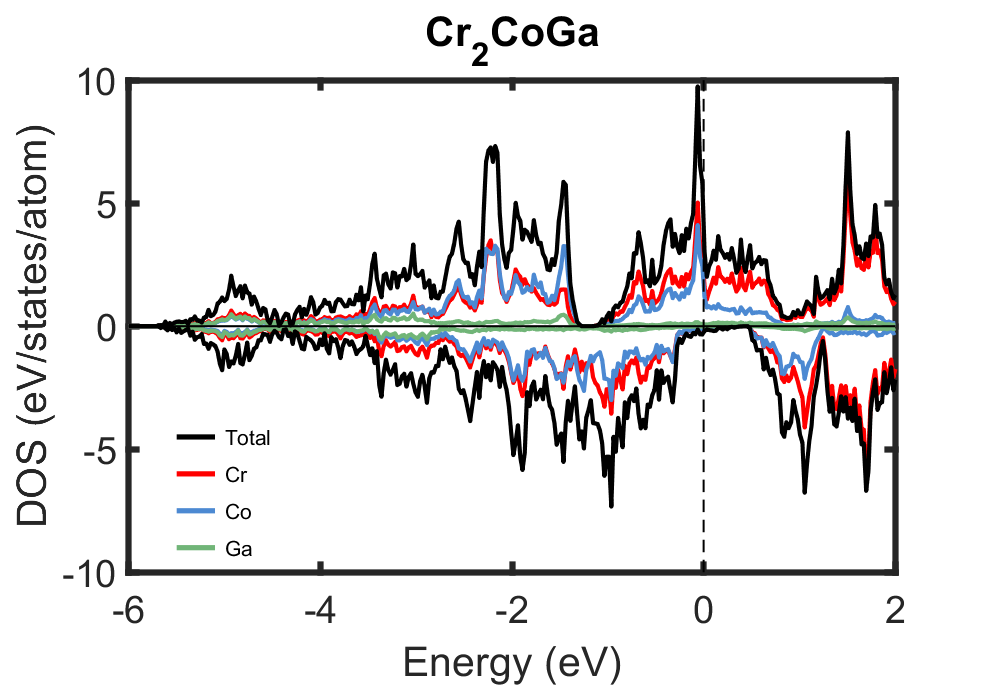 Cr2CoGa
DOS (eV/states/atom)
10
5
0
0
-5
-10
Total
Cr
Co
Ga
-6
-4
-2
0
2
Energy (eV)